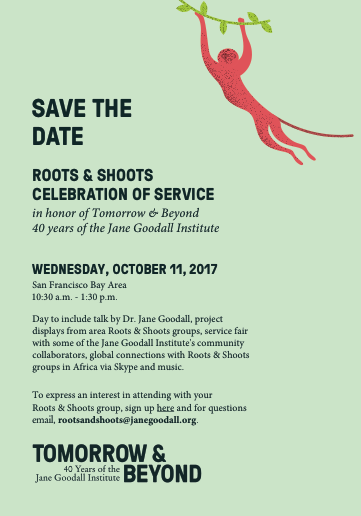 SAVE THE
DATE
ROOTS & SHOOTS
CELEBRATION OF SERVICE
in honor of Tomorrow & Beyond
40 years of the Jane Goodall Institute
WEDNESDAY, OCTOBER 11, 2017
San Francisco Bay Area
10:30 a.m. - 1:30 p.m.
Day to include talk by Dr. Jane Goodall, project
displays from area Roots & Shoots groups, service fair
with some of the Jane Goodall Institute's community
collaborators, global connections with Roots & Shoots
groups in Africa via Skype and music.
To express an interest in attending with your
Roots & Shoots group, sign up here and for questions
email, rootsandshoots@janegoodall.org.
TOMORROW &
40 Years of the
Jane Goodall Institute
BEYOND